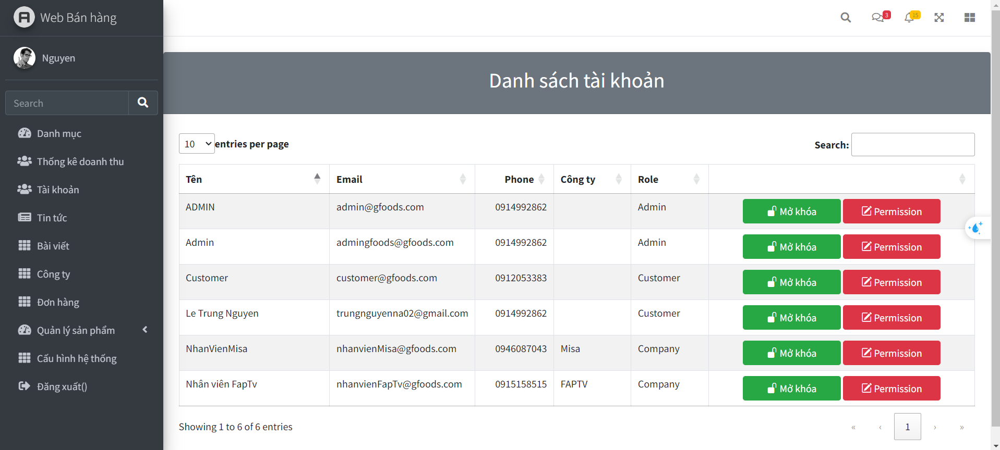 Web Bán hàng
3
15
Nguyen
Search
Danh mục
Thống kê doanh thu
Tài khoản
Tin tức
Bài viết
Công ty
Đơn hàng
Quản lý sản phẩm
Cấu hình hệ thống
Đăng xuất()
Danh sách tài khoản
10 entries per page
Search:
Tên Email Phone Công ty Role
ADMIN admin@gfoods.com 0914992862 Admin Mở khóa Permission
Admin admingfoods@gfoods.com 0914992862 Admin Mở khóa Permission
Customer customer@gfoods.com 0912053383 Customer Mở khóa Permission
Le Trung Nguyen trungnguyenna02@gmail.com 0914992862 Customer Mở khóa Permission
NhanVienMisa nhanvienMisa@gfoods.com 0946087043 Misa Company Mở khóa Permission
Nhân viên FapTv nhanvienFapTv@gfoods.com 0915158515 FAPTV Company Mở khóa Permission
Showing 1 to 6 of 6 entries
« ‹ 1 › »